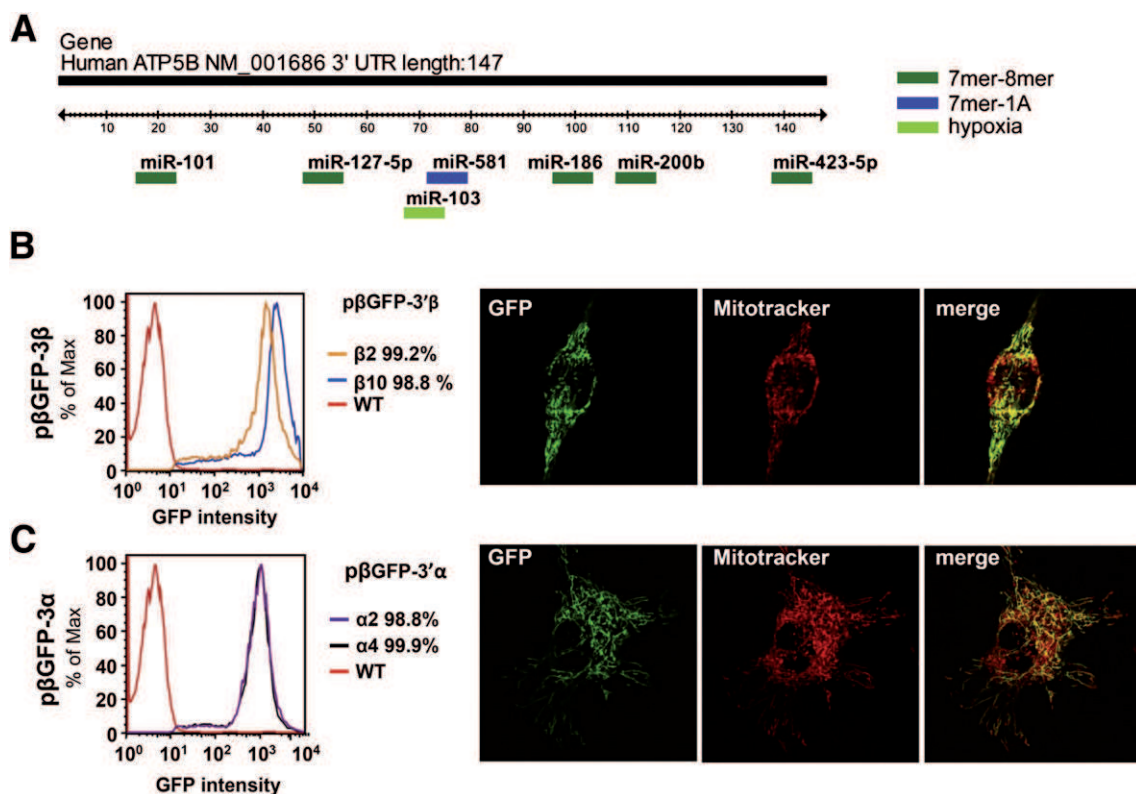 A
Gene
Human ATP5B NM_001686 3' UTR length:147
10 20 30 40 50 60 70 80 90 100 110 120 130 140
miR-101 miR-127-5p miR-581 miR-186 miR-200b miR-423-5p
miR-103
7mer-8mer
7mer-1A
hypoxia
B
pβGFP-3β
% of Max
100
80
60
40
20
0
10⁰ 10¹ 10² 10³ 10⁴
GFP intensity
pβGFP-3'β
β2 99.2%
β10 98.8 %
WT
GFP
Mitotracker
merge
C
pβGFP-3α
% of Max
100
80
60
40
20
0
10⁰ 10¹ 10² 10³ 10⁴
GFP intensity
pβGFP-3'α
α2 98.8%
α4 99.9%
WT
GFP
Mitotracker
merge